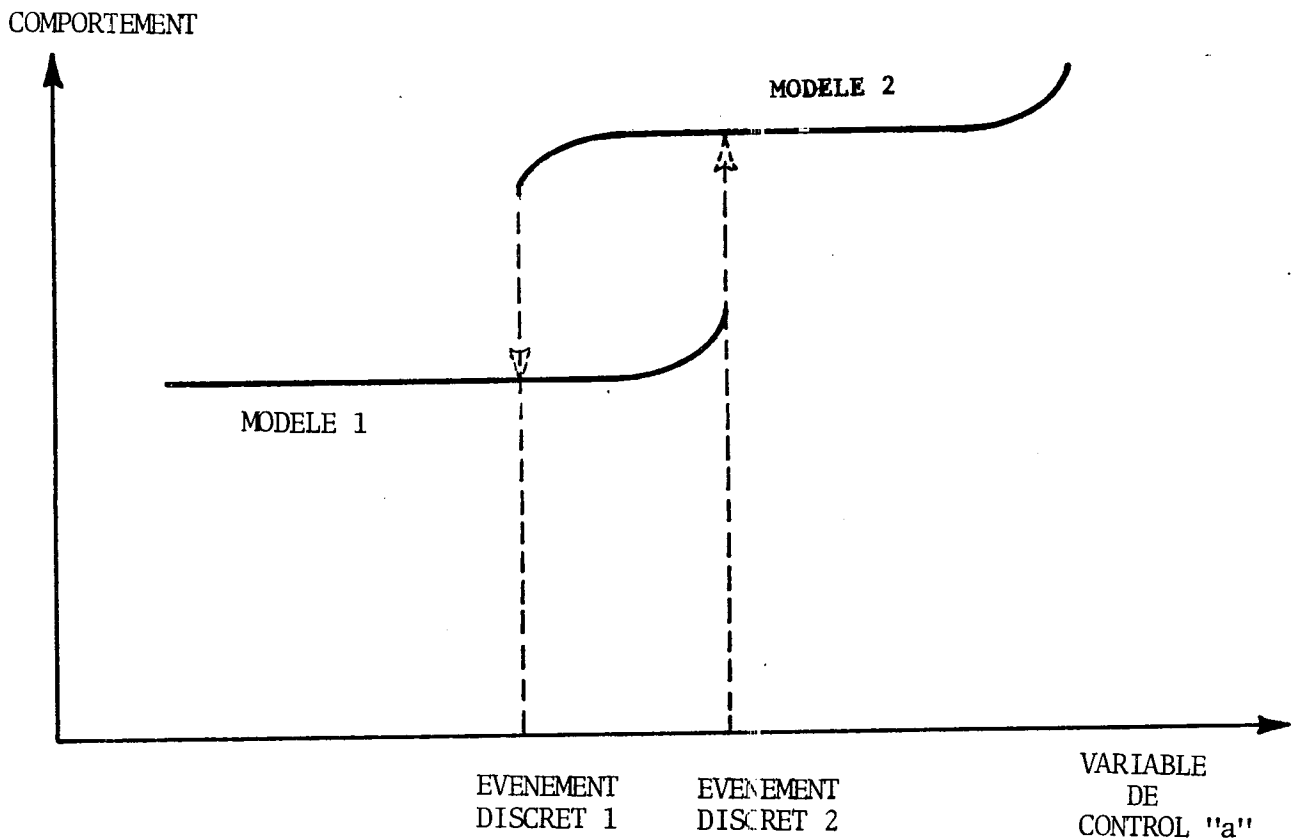 COMPORTEMENT
MODELE 2
MODELE 1
EVENEMENT
DISCRET 1
EVENEMENT
DISCRET 2
VARIABLE
DE
CONTROL "a"